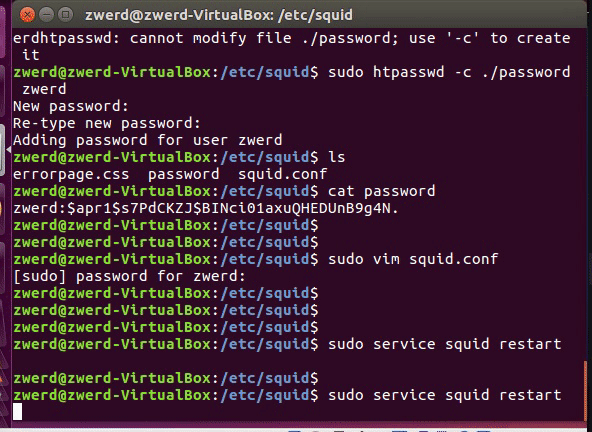 zwerd@zwerd-VirtualBox: /etc/squid
erdhtpasswd: cannot modify file ./password; use '-c' to create
it
zwerd@zwerd-VirtualBox:/etc/squid$ sudo htpasswd -c ./password
zwerd
New password:
Re-type new password:
Adding password for user zwerd
zwerd@zwerd-VirtualBox:/etc/squid$ ls
errorpage.css  password  squid.conf
zwerd@zwerd-VirtualBox:/etc/squid$ cat password
zwerd:$apr1$s7PdCKZJ$BINci01axuQHEDUnB9g4N.
zwerd@zwerd-VirtualBox:/etc/squid$
zwerd@zwerd-VirtualBox:/etc/squid$
zwerd@zwerd-VirtualBox:/etc/squid$ sudo vim squid.conf
[sudo] password for zwerd:
zwerd@zwerd-VirtualBox:/etc/squid$
zwerd@zwerd-VirtualBox:/etc/squid$
zwerd@zwerd-VirtualBox:/etc/squid$
zwerd@zwerd-VirtualBox:/etc/squid$ sudo service squid restart
zwerd@zwerd-VirtualBox:/etc/squid$
zwerd@zwerd-VirtualBox:/etc/squid$ sudo service squid restart